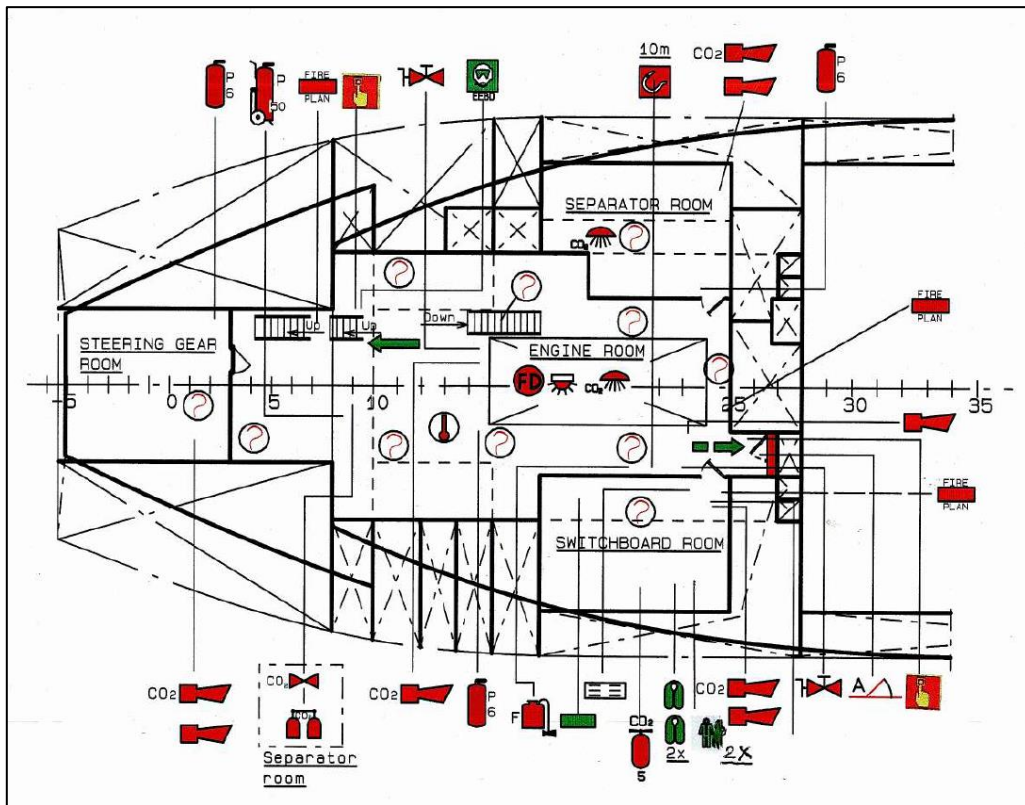 10m
CO2
P
6
P
50
FIRE
PLAN
EEBD
P
6
SEPARATOR ROOM
CO2
FIRE
PLAN
Up
Up
Down
STEERING GEAR
ROOM
ENGINE ROOM
FD
CO2
-5
0
5
10
25
30
35
FIRE
PLAN
SWITCHBOARD ROOM
CO2
CO2
CO2
Separator
room
CO2
P
6
F
CO2
5
2x
2X
CO2
A